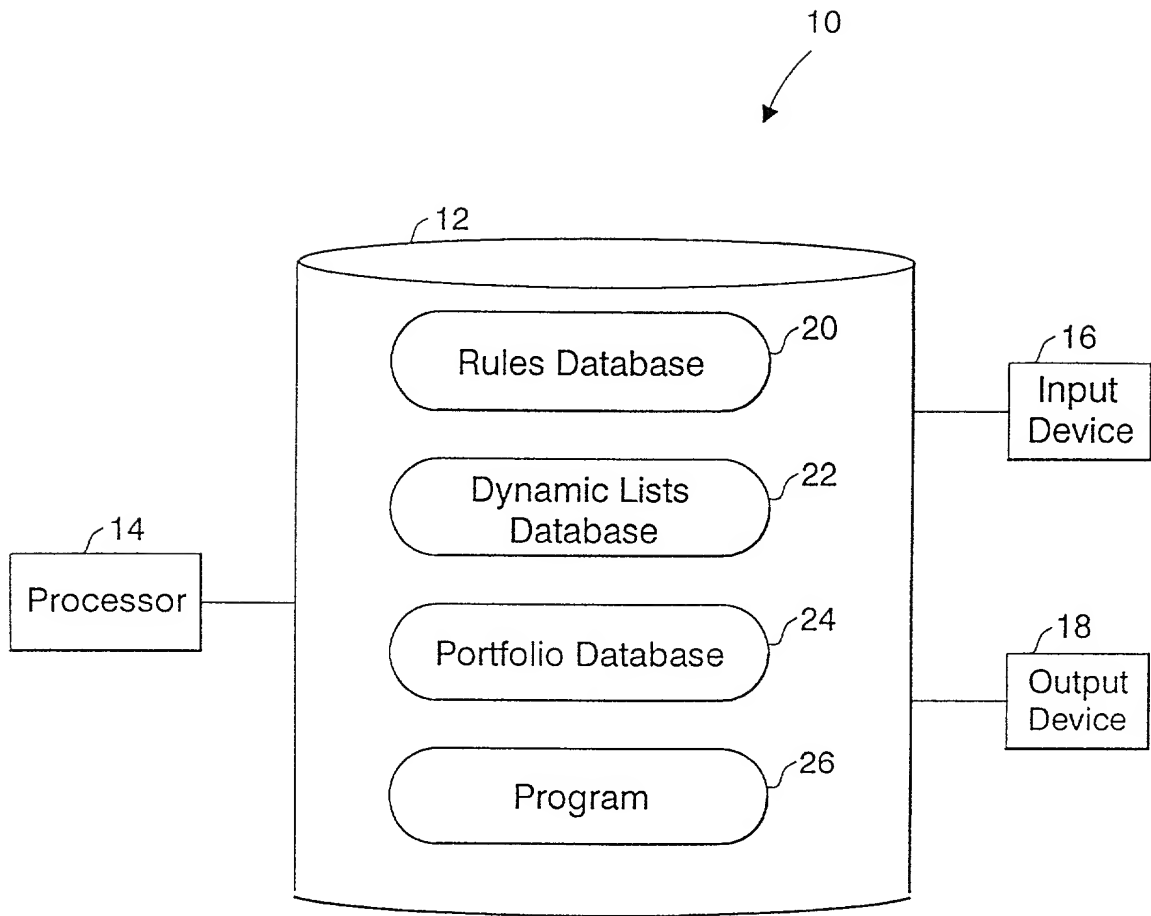 10
12
20
Rules Database
16
Input
Device
22
Dynamic Lists
Database
14
Processor
24
Portfolio Database
18
Output
Device
26
Program